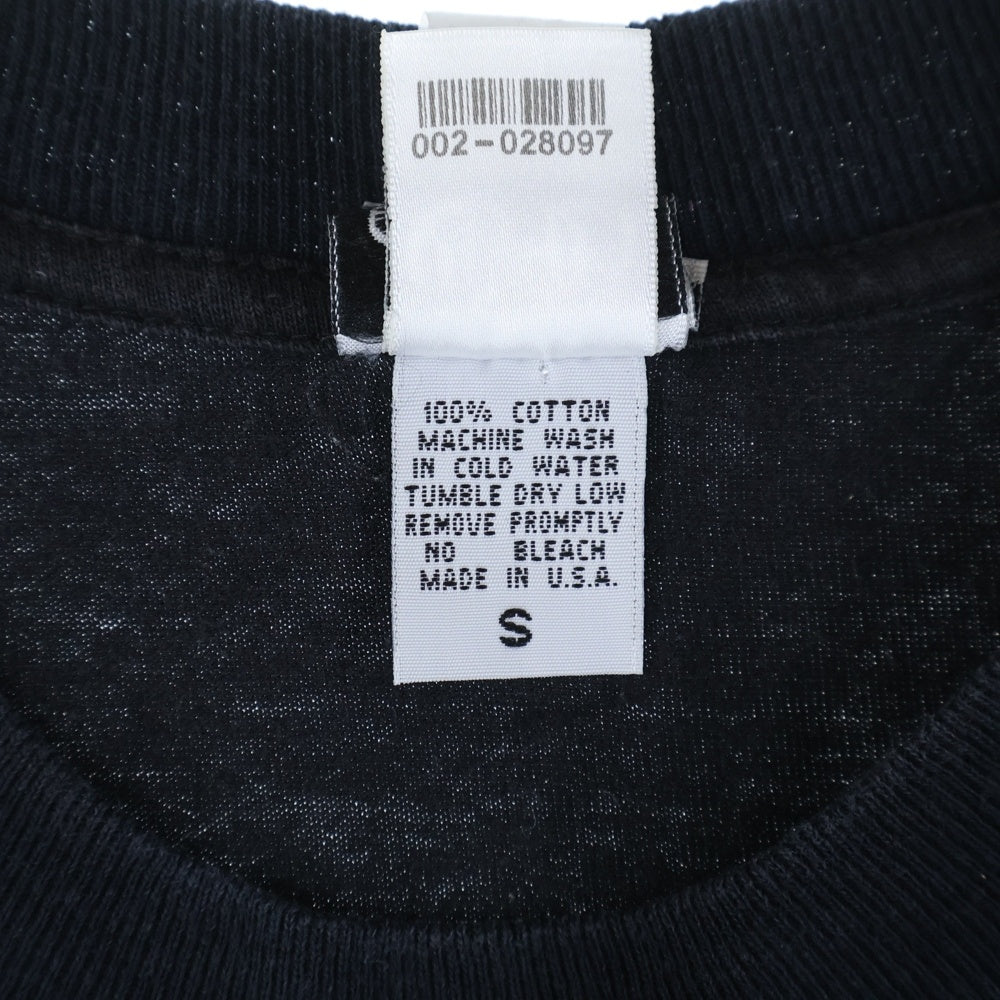 002-028097
100% COTTON
MACHINE WASH
IN COLD WATER
TUMBLE DRY LOW
REMOVE PROMPTLY
NO BLEACH
MADE IN U.S.A.
S